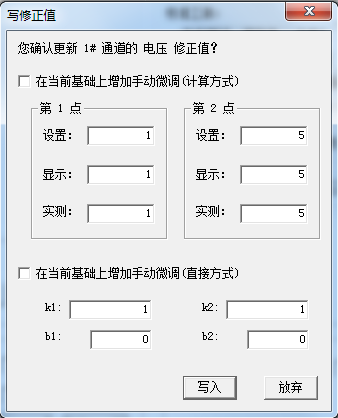 写修正值
您确认更新 1# 通道的 电压 修正值?
在当前基础上增加手动微调(计算方式)
第 1 点 第 2 点
设置: 1 设置: 5
显示: 1 显示: 5
实测: 1 实测: 5
在当前基础上增加手动微调(直接方式)
k1: 1 k2: 1
b1: 0 b2: 0
写入 放弃